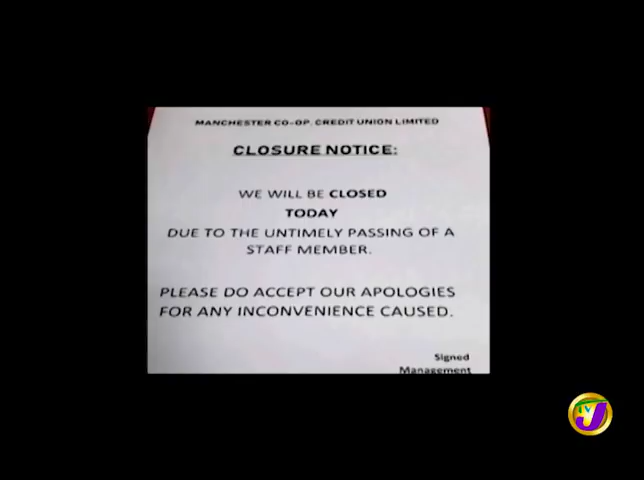 MANCHESTER CO-OP. CREDIT UNION LIMITED
CLOSURE NOTICE:
WE WILL BE CLOSED
TODAY
DUE TO THE UNTIMELY PASSING OF A
STAFF MEMBER.
PLEASE DO ACCEPT OUR APOLOGIES
FOR ANY INCONVENIENCE CAUSED.
Signed
Management
TVJ